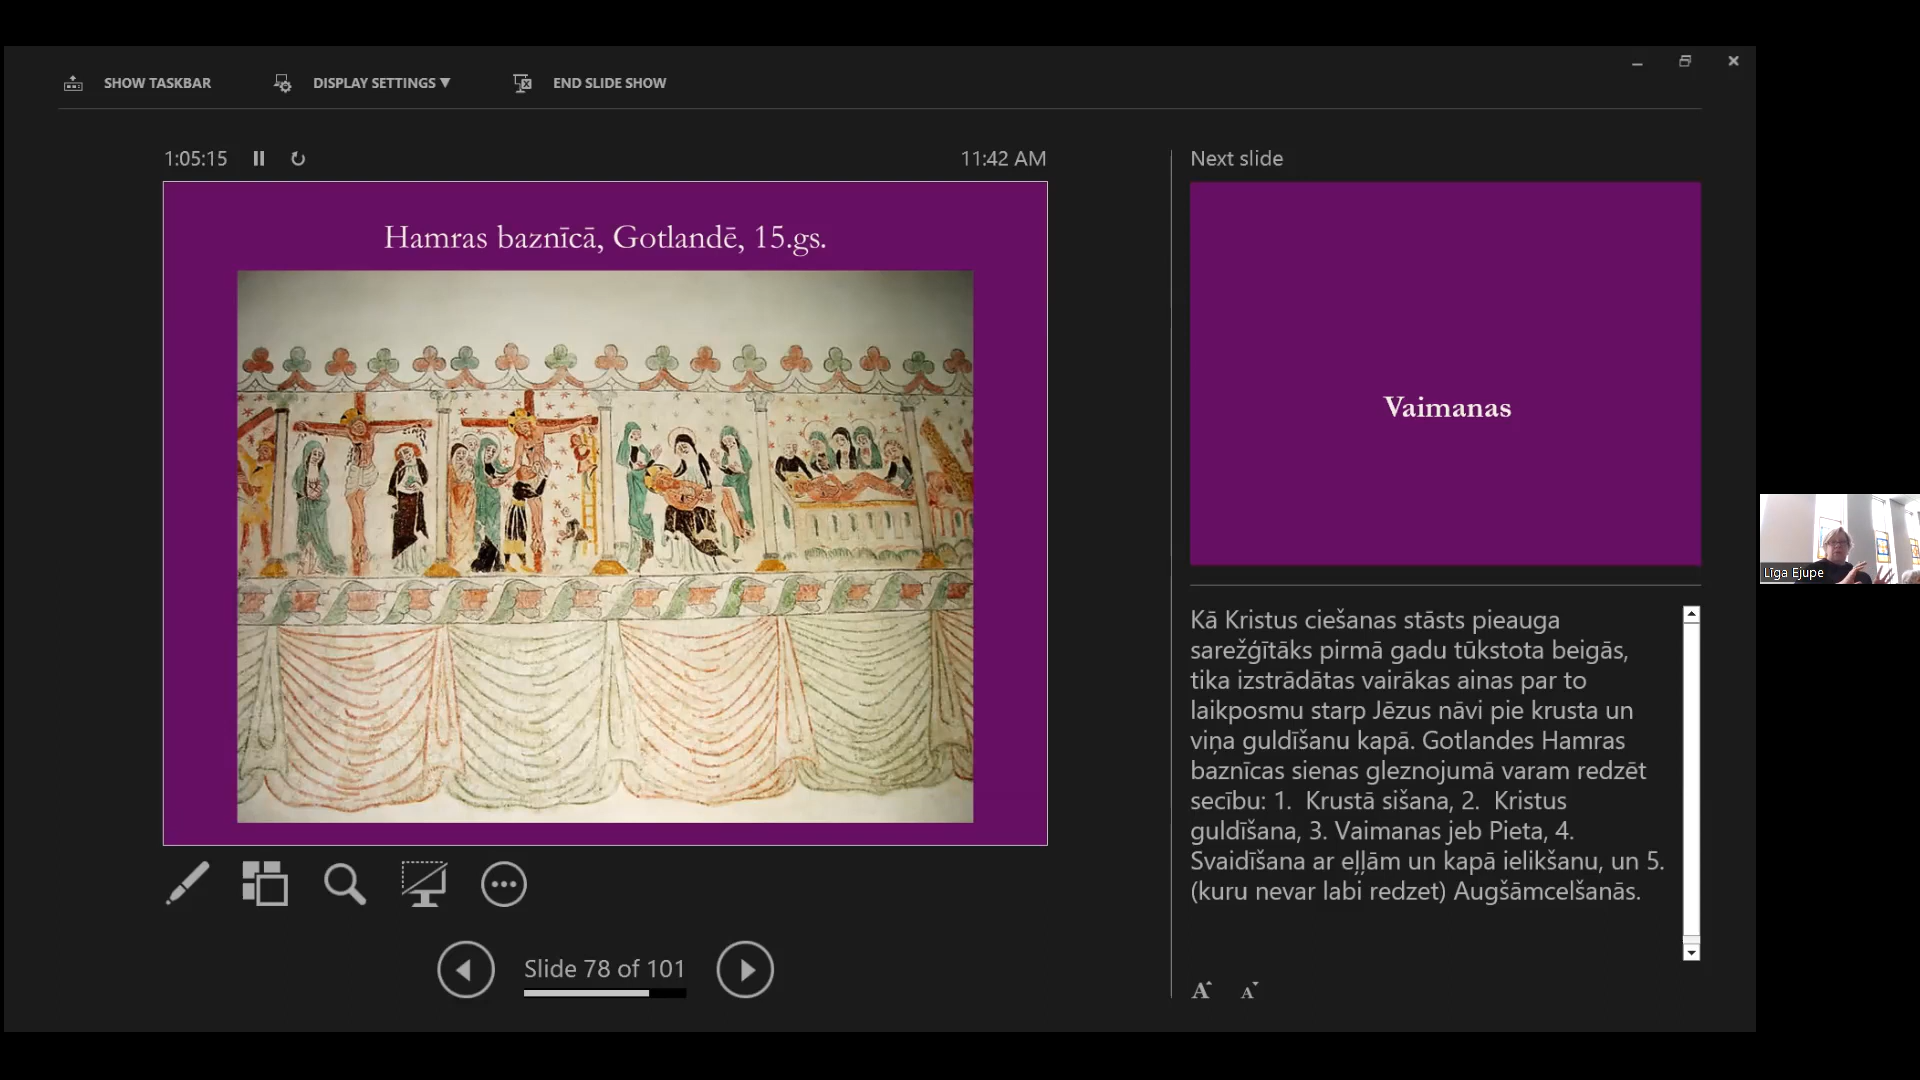 SHOW TASKBAR
DISPLAY SETTINGS ▼
END SLIDE SHOW
1:05:15
11:42 AM
Next slide
Hamras baznīcā, Gotlandē, 15.gs.
Vaimanas
Līga Ejupe
Kā Kristus ciešanas stāsts pieauga
sarežģītāks pirmā gadu tūkstota beigās,
tika izstrādātas vairākas ainas par to
laikposmu starp Jēzus nāvi pie krusta un
viņa guldīšanu kapā. Gotlandes Hamras
baznīcas sienas gleznojumā varam redzēt
secību: 1.  Krustā sišana, 2.  Kristus
guldīšana, 3. Vaimanas jeb Pieta, 4.
Svaidīšana ar eļļām un kapā ielikšanu, un 5.
(kuru nevar labi redzet) Augšāmcelšanās.
Slide 78 of 101
A A